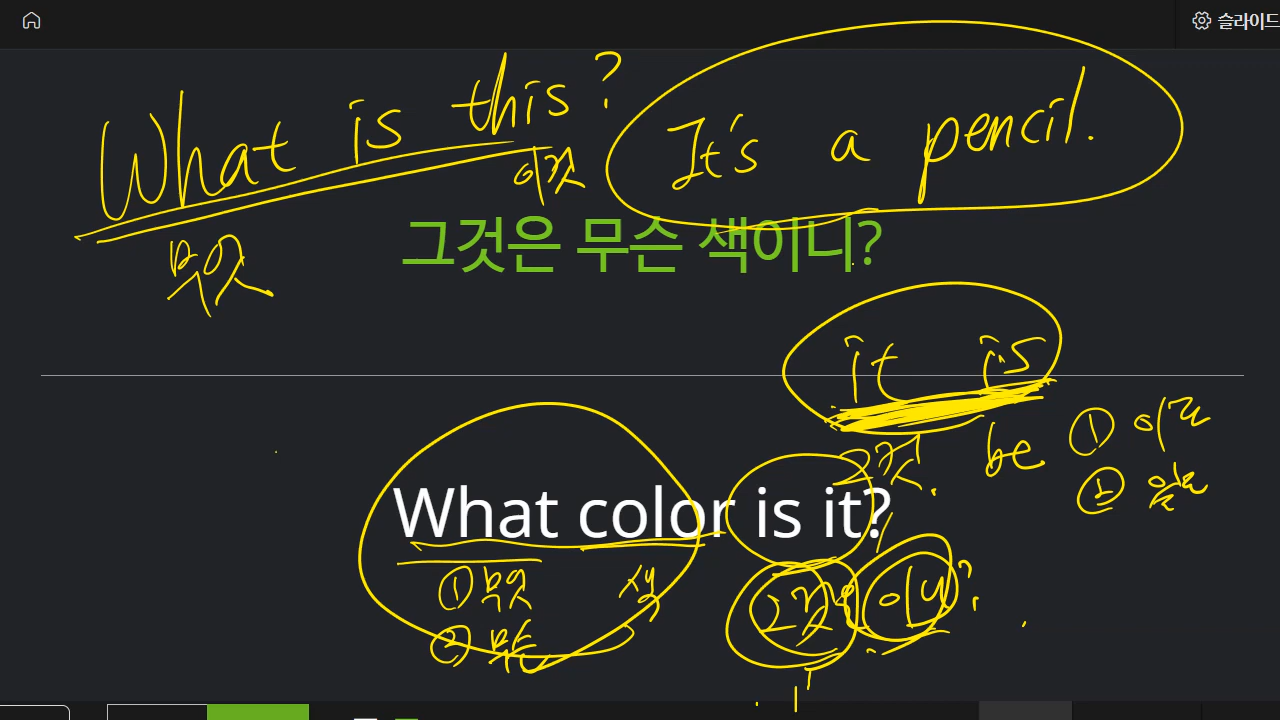 슬라이드
What is this?
It's a pencil.
이것
무엇
그것은 무슨 색이니?
it is
그것.
be ① 이다
② 있다
What color is it?
① 무엇 색
② 무슨
그것은 이니?